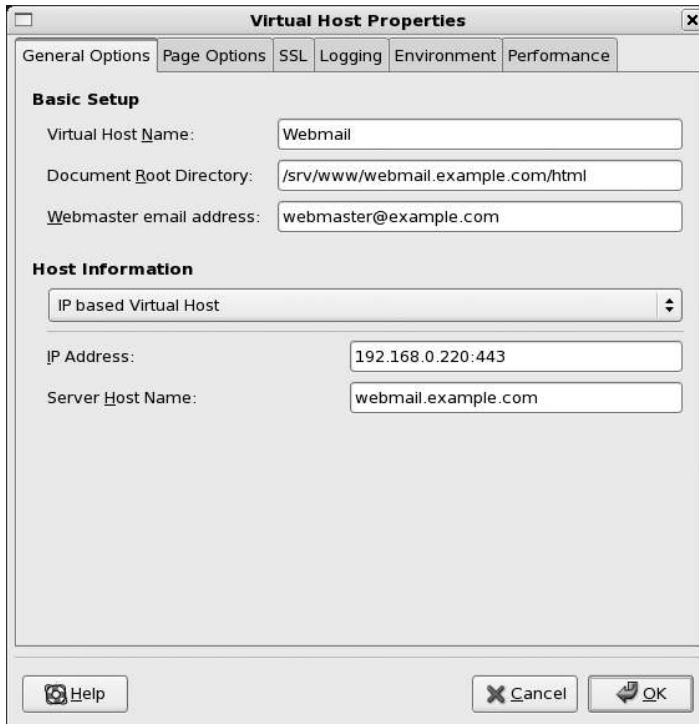 Virtual Host Properties
General Options Page Options SSL Logging Environment Performance
Basic Setup
Virtual Host Name: Webmail
Document Root Directory: /srv/www/webmail.example.com/html
Webmaster email address: webmaster@example.com
Host Information
IP based Virtual Host
IP Address: 192.168.0.220:443
Server Host Name: webmail.example.com
Help Cancel OK